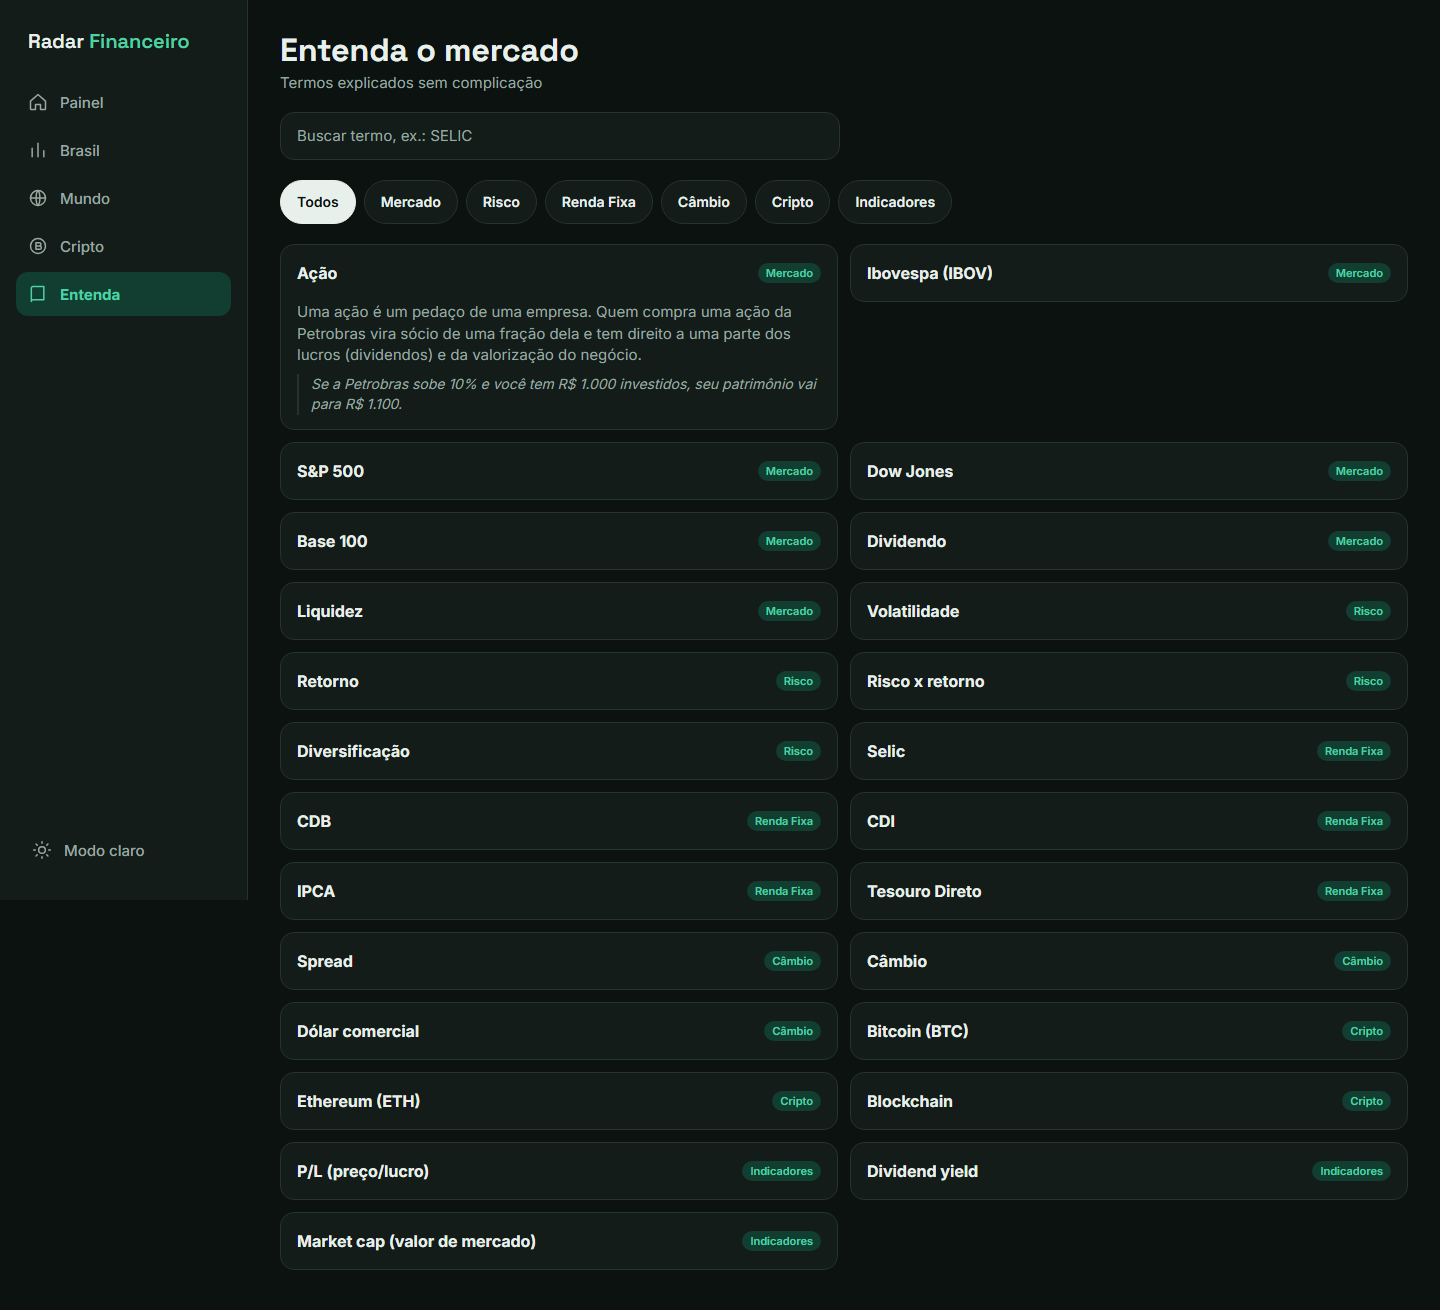 Radar Financeiro
Painel
Brasil
Mundo
Cripto
Entenda
Modo claro
Entenda o mercado
Termos explicados sem complicação
Buscar termo, ex.: SELIC
Todos Mercado Risco Renda Fixa Câmbio Cripto Indicadores
Ação Mercado
Uma ação é um pedaço de uma empresa. Quem compra uma ação da
Petrobras vira sócio de uma fração dela e tem direito a uma parte dos
lucros (dividendos) e da valorização do negócio.
Se a Petrobras sobe 10% e você tem R$ 1.000 investidos, seu patrimônio vai
para R$ 1.100.
Ibovespa (IBOV) Mercado
S&P 500 Mercado
Dow Jones Mercado
Base 100 Mercado
Dividendo Mercado
Liquidez Mercado
Volatilidade Risco
Retorno Risco
Risco x retorno Risco
Diversificação Risco
Selic Renda Fixa
CDB Renda Fixa
CDI Renda Fixa
IPCA Renda Fixa
Tesouro Direto Renda Fixa
Spread Câmbio
Câmbio Câmbio
Dólar comercial Câmbio
Bitcoin (BTC) Cripto
Ethereum (ETH) Cripto
Blockchain Cripto
P/L (preço/lucro) Indicadores
Dividend yield Indicadores
Market cap (valor de mercado) Indicadores